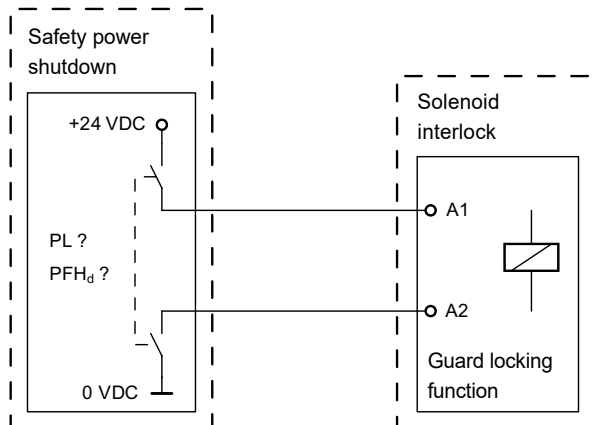 Safety power
shutdown
+24 VDC
PL ?
PFHd ?
0 VDC
Solenoid
interlock
A1
A2
Guard locking
function